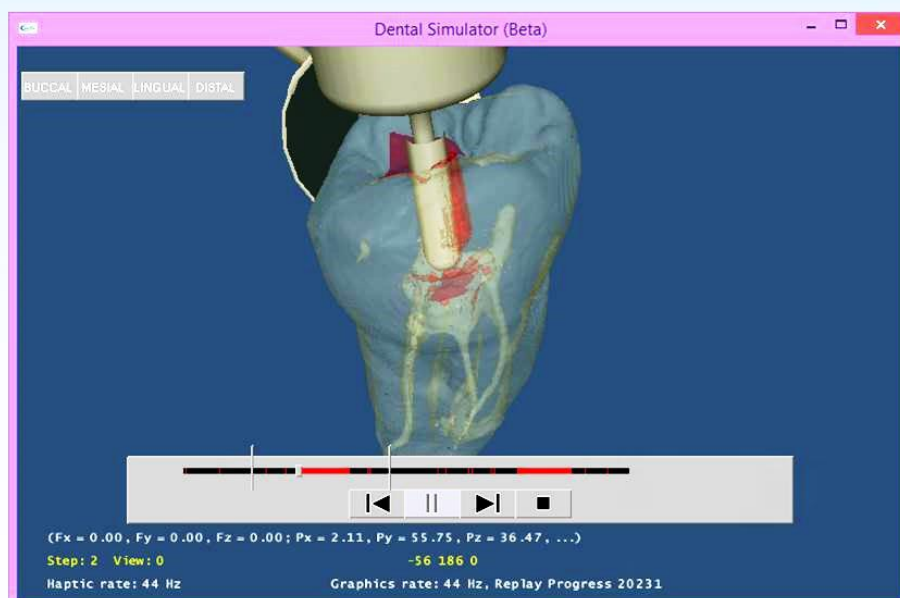 Dental Simulator (Beta)
BUCCAL MESIAL LINGUAL DISTAL
(Fx = 0.00, Fy = 0.00, Fz = 0.00; Px = 2.11, Py = 55.75, Pz = 36.47, ...)
Step: 2 View: 0 -56 186 0
Haptic rate: 44 Hz Graphics rate: 44 Hz, Replay Progress 20231